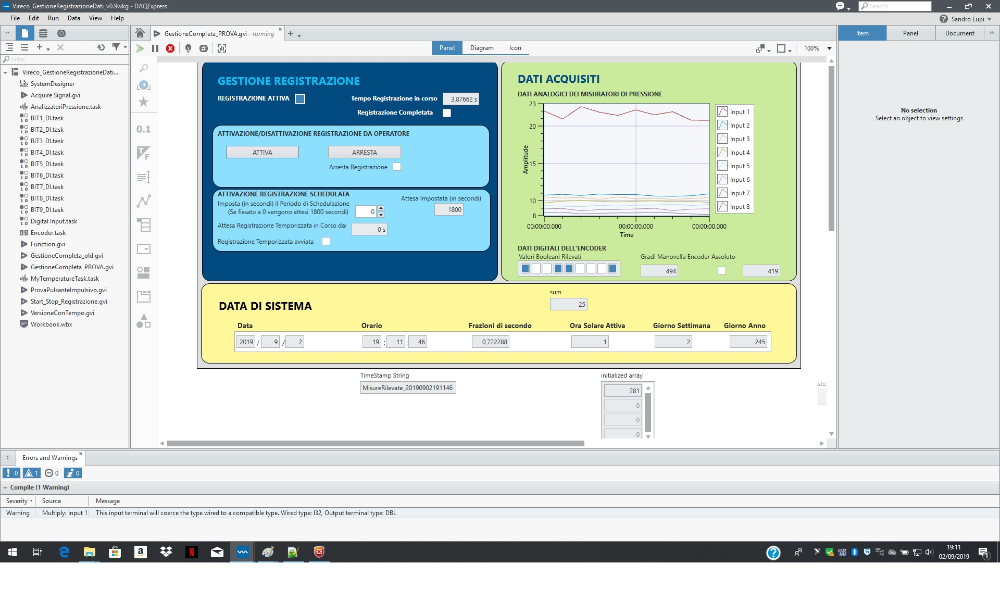 Vireco_GestioneRegistrazioneDati_v0.9wkg - DAQExpress
Search
File Edit Run Data View Help
Sandro Lupi
GestioneCompleta_PROVA.gvi - running
Item Panel Document
Panel Diagram Icon
100%
Filter
Vireco_GestioneRegistrazioneDati...
SystemDesigner
Acquire Signal.gvi
AnalizzatoriPressione.task
BIT1_DI.task
BIT2_DI.task
BIT3_DI.task
BIT4_DI.task
BIT5_DI.task
BIT6_DI.task
BIT7_DI.task
BIT8_DI.task
BIT9_DI.task
Digital Input.task
Encoder.task
Function.gvi
GestioneCompleta_old.gvi
GestioneCompleta_PROVA.gvi
MyTemperatureTask.task
ProvaPulsanteImpulsivo.gvi
Start_Stop_Registrazione.gvi
VersioneConTempo.gvi
Workbook.wbx
4
0.1
GESTIONE REGISTRAZIONE
REGISTRAZIONE ATTIVA
Tempo Registrazione in corso 3,87662 s
Registrazione Completata
ATTIVAZIONE/DISATTIVAZIONE REGISTRAZIONE DA OPERATORE
ATTIVA ARRESTA
Arresta Registrazione
ATTIVAZIONE REGISTRAZIONE SCHEDULATA
Imposta (in secondi) il Periodo di Schedulazione
(Se fissato a 0 vengono attesi 1800 secondi) 0
Attesa Impostata (in secondi)
1800
Attesa Registrazione Temporizzata in Corso da: 0 s
Registrazione Temporizzata avviata
DATI ACQUISITI
DATI ANALOGICI DEI MISURATORI DI PRESSIONE
23
20
15
10
8
Amplitude
00:00:00.000 00:00:00.000 00:00:00.000
Time
Input 1
Input 2
Input 3
Input 4
Input 5
Input 6
Input 7
Input 8
DATI DIGITALI DELL'ENCODER
Valori Booleani Rilevati
Gradi Manovella Encoder Assoluto
494 419
No selection
Select an object to view settings
DATA DI SISTEMA
sum
25
Data Orario Frazioni di secondo Ora Solare Attiva Giorno Settimana Giorno Anno
2019 / 9 / 2 19 : 11 : 46 0,722288 1 2 245
TimeStamp String
MisureRilevate_20190902191146
initialized array
281
0
0
0
sto
Errors and Warnings
0 1 0 0
Compile (1 Warning)
Severity Source Message
Warning Multiply: input 1 This input terminal will coerce the type wired to a compatible type. Wired type: I32, Output terminal type: DBL
19:11
02/09/2019
1